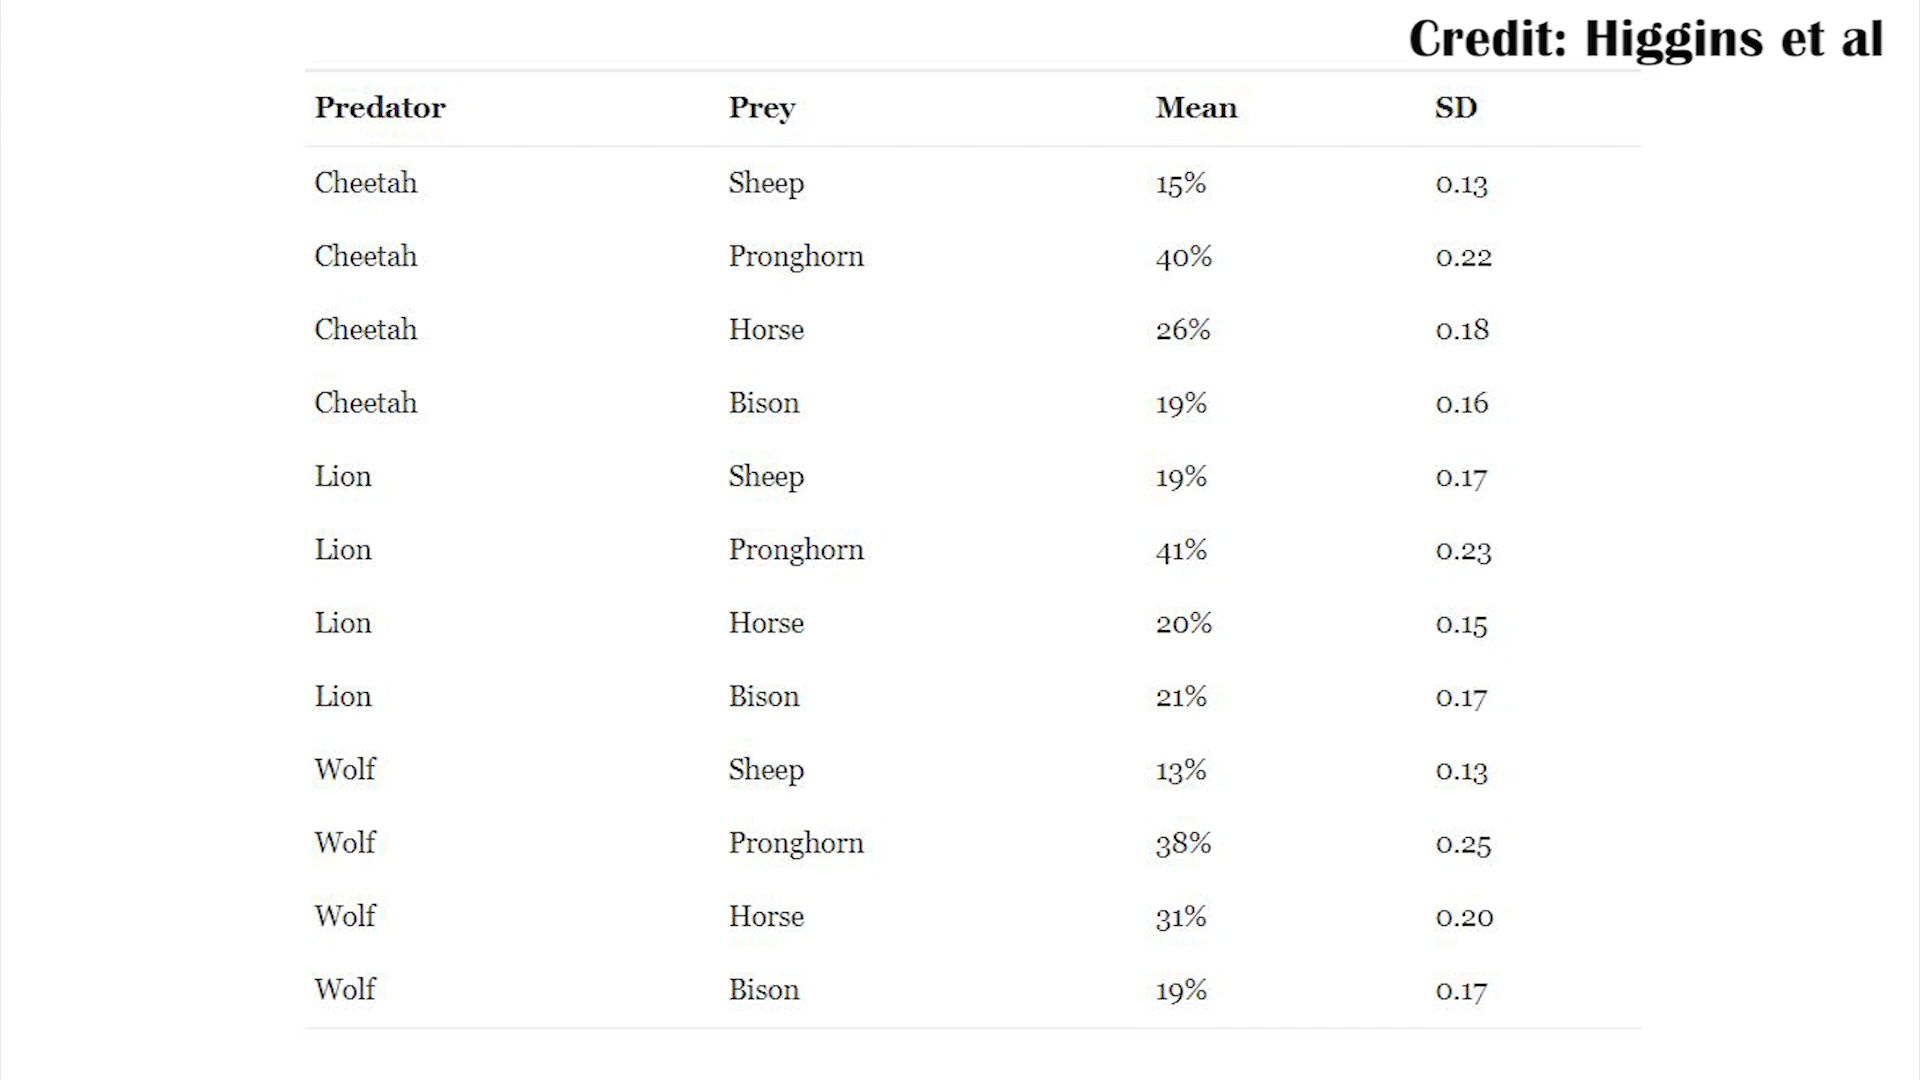 Credit: Higgins et al
Predator Prey Mean SD
Cheetah Sheep 15% 0.13
Cheetah Pronghorn 40% 0.22
Cheetah Horse 26% 0.18
Cheetah Bison 19% 0.16
Lion Sheep 19% 0.17
Lion Pronghorn 41% 0.23
Lion Horse 20% 0.15
Lion Bison 21% 0.17
Wolf Sheep 13% 0.13
Wolf Pronghorn 38% 0.25
Wolf Horse 31% 0.20
Wolf Bison 19% 0.17